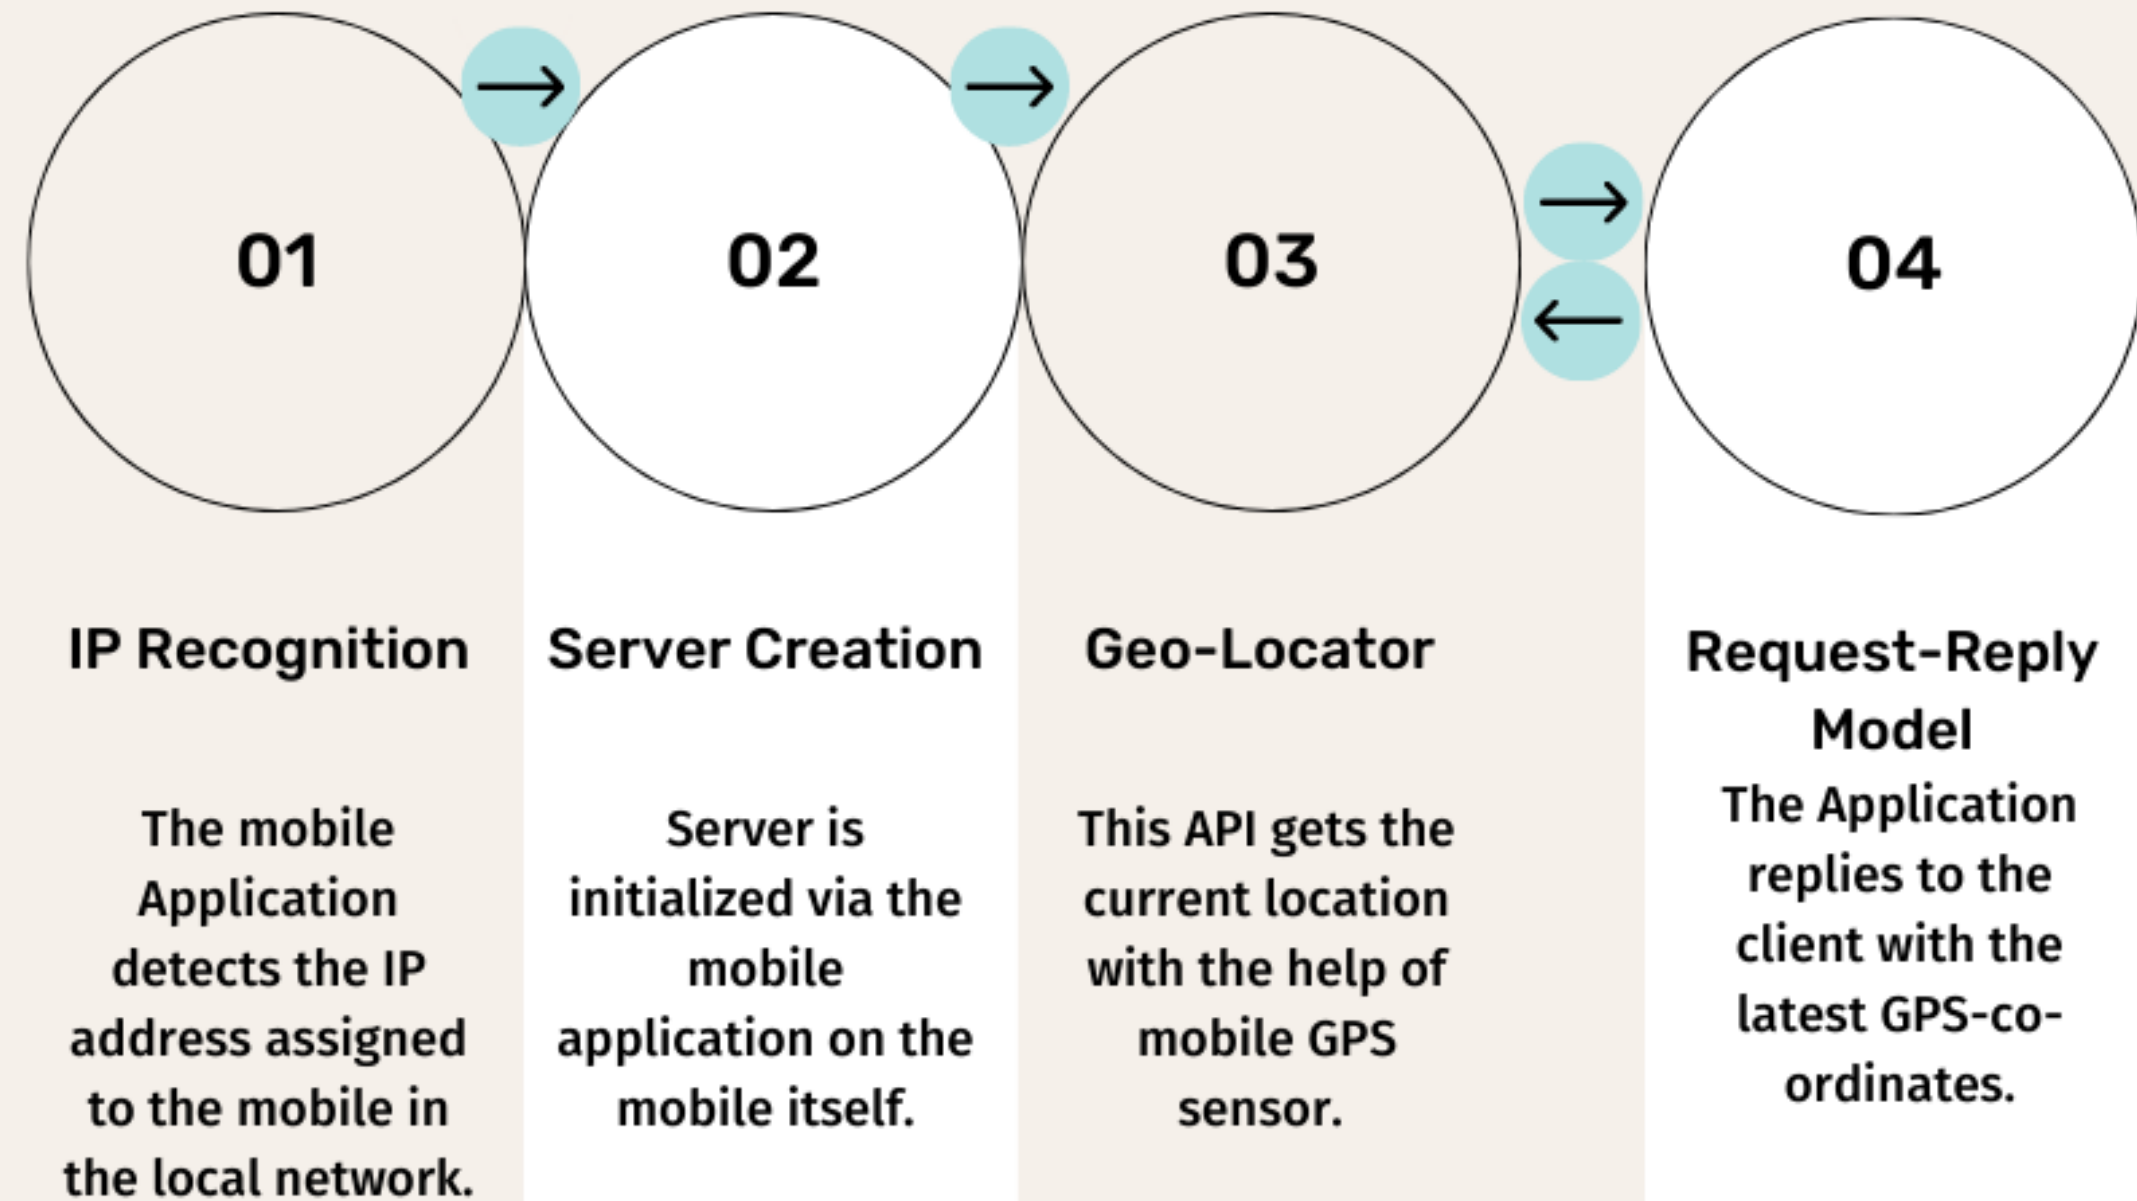 01
02
03
04
IP Recognition
The mobile
Application
detects the IP
address assigned
to the mobile in
the local network.
Server Creation
Server is
initialized via the
mobile
application on the
mobile itself.
Geo-Locator
This API gets the
current location
with the help of
mobile GPS
sensor.
Request-Reply
Model
The Application
replies to the
client with the
latest GPS-co-
ordinates.